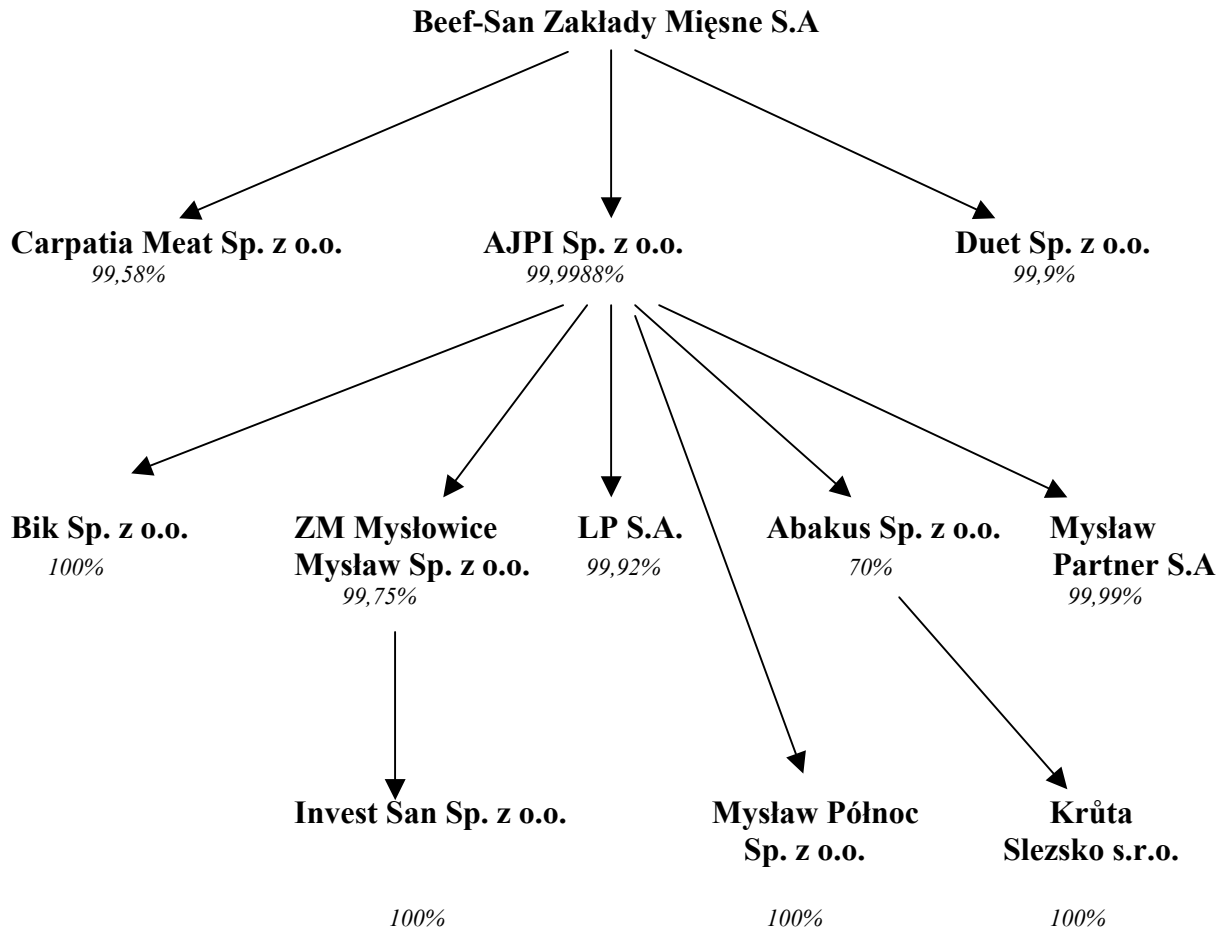 Beef-San Zakłady Mięsne S.A
Carpatia Meat Sp. z o.o.
99,58%
AJPI Sp. z o.o.
99,9988%
Duet Sp. z o.o.
99,9%
Bik Sp. z o.o.
100%
ZM Mysłowice
Mysław Sp. z o.o.
99,75%
LP S.A.
99,92%
Abakus Sp. z o.o.
70%
Mysław
Partner S.A
99,99%
Invest San Sp. z o.o.
100%
Mysław Północ
Sp. z o.o.
100%
Krůta
Slezsko s.r.o.
100%